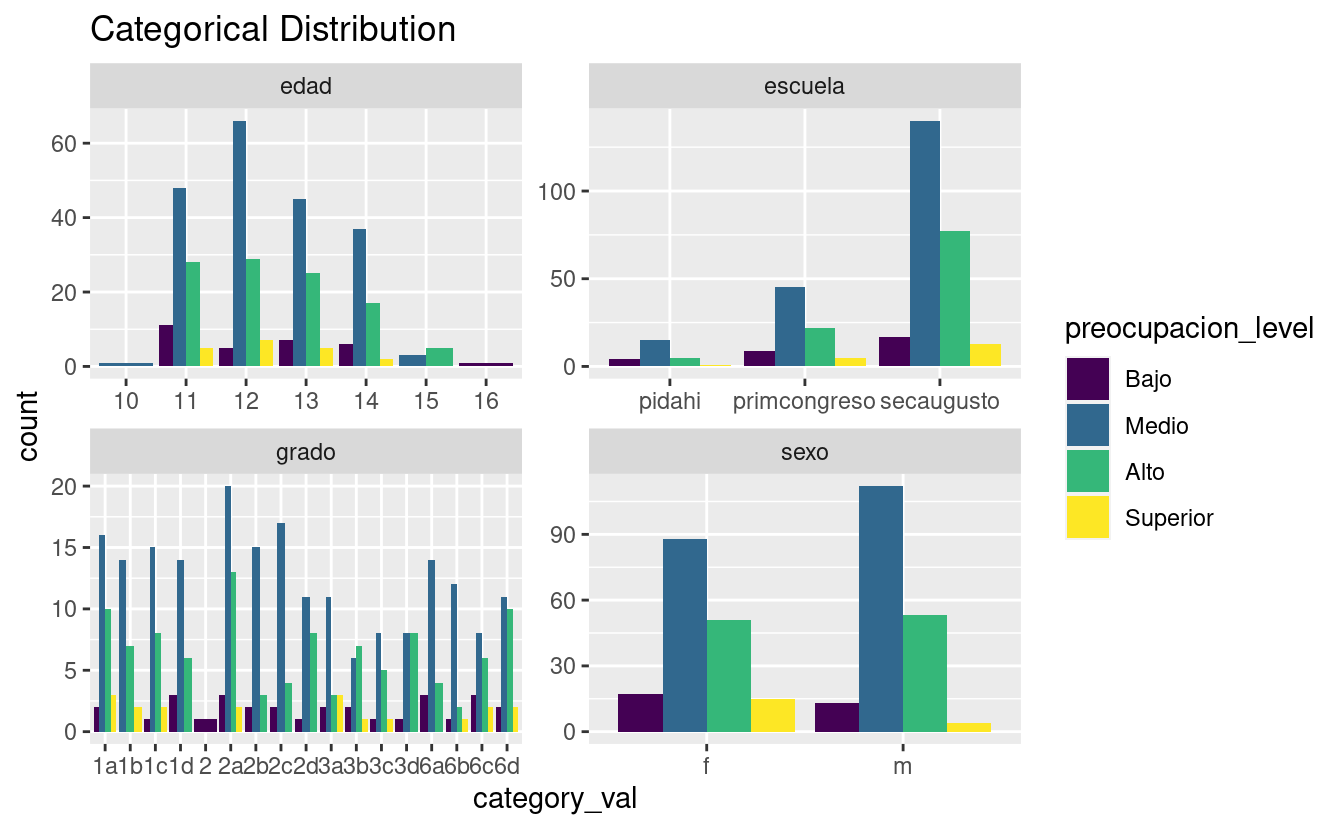 Categorical Distribution
edad
60
40
20
0
10 11 12 13 14 15 16
escuela
100
50
0
pidahi primcongreso secaugusto
grado
20
15
10
5
0
1a 1b 1c 1d 2 2a 2b 2c 2d 3a 3b 3c 3d 6a 6b 6c 6d
sexo
90
60
30
0
f m
count
category_val
preocupacion_level
Bajo
Medio
Alto
Superior